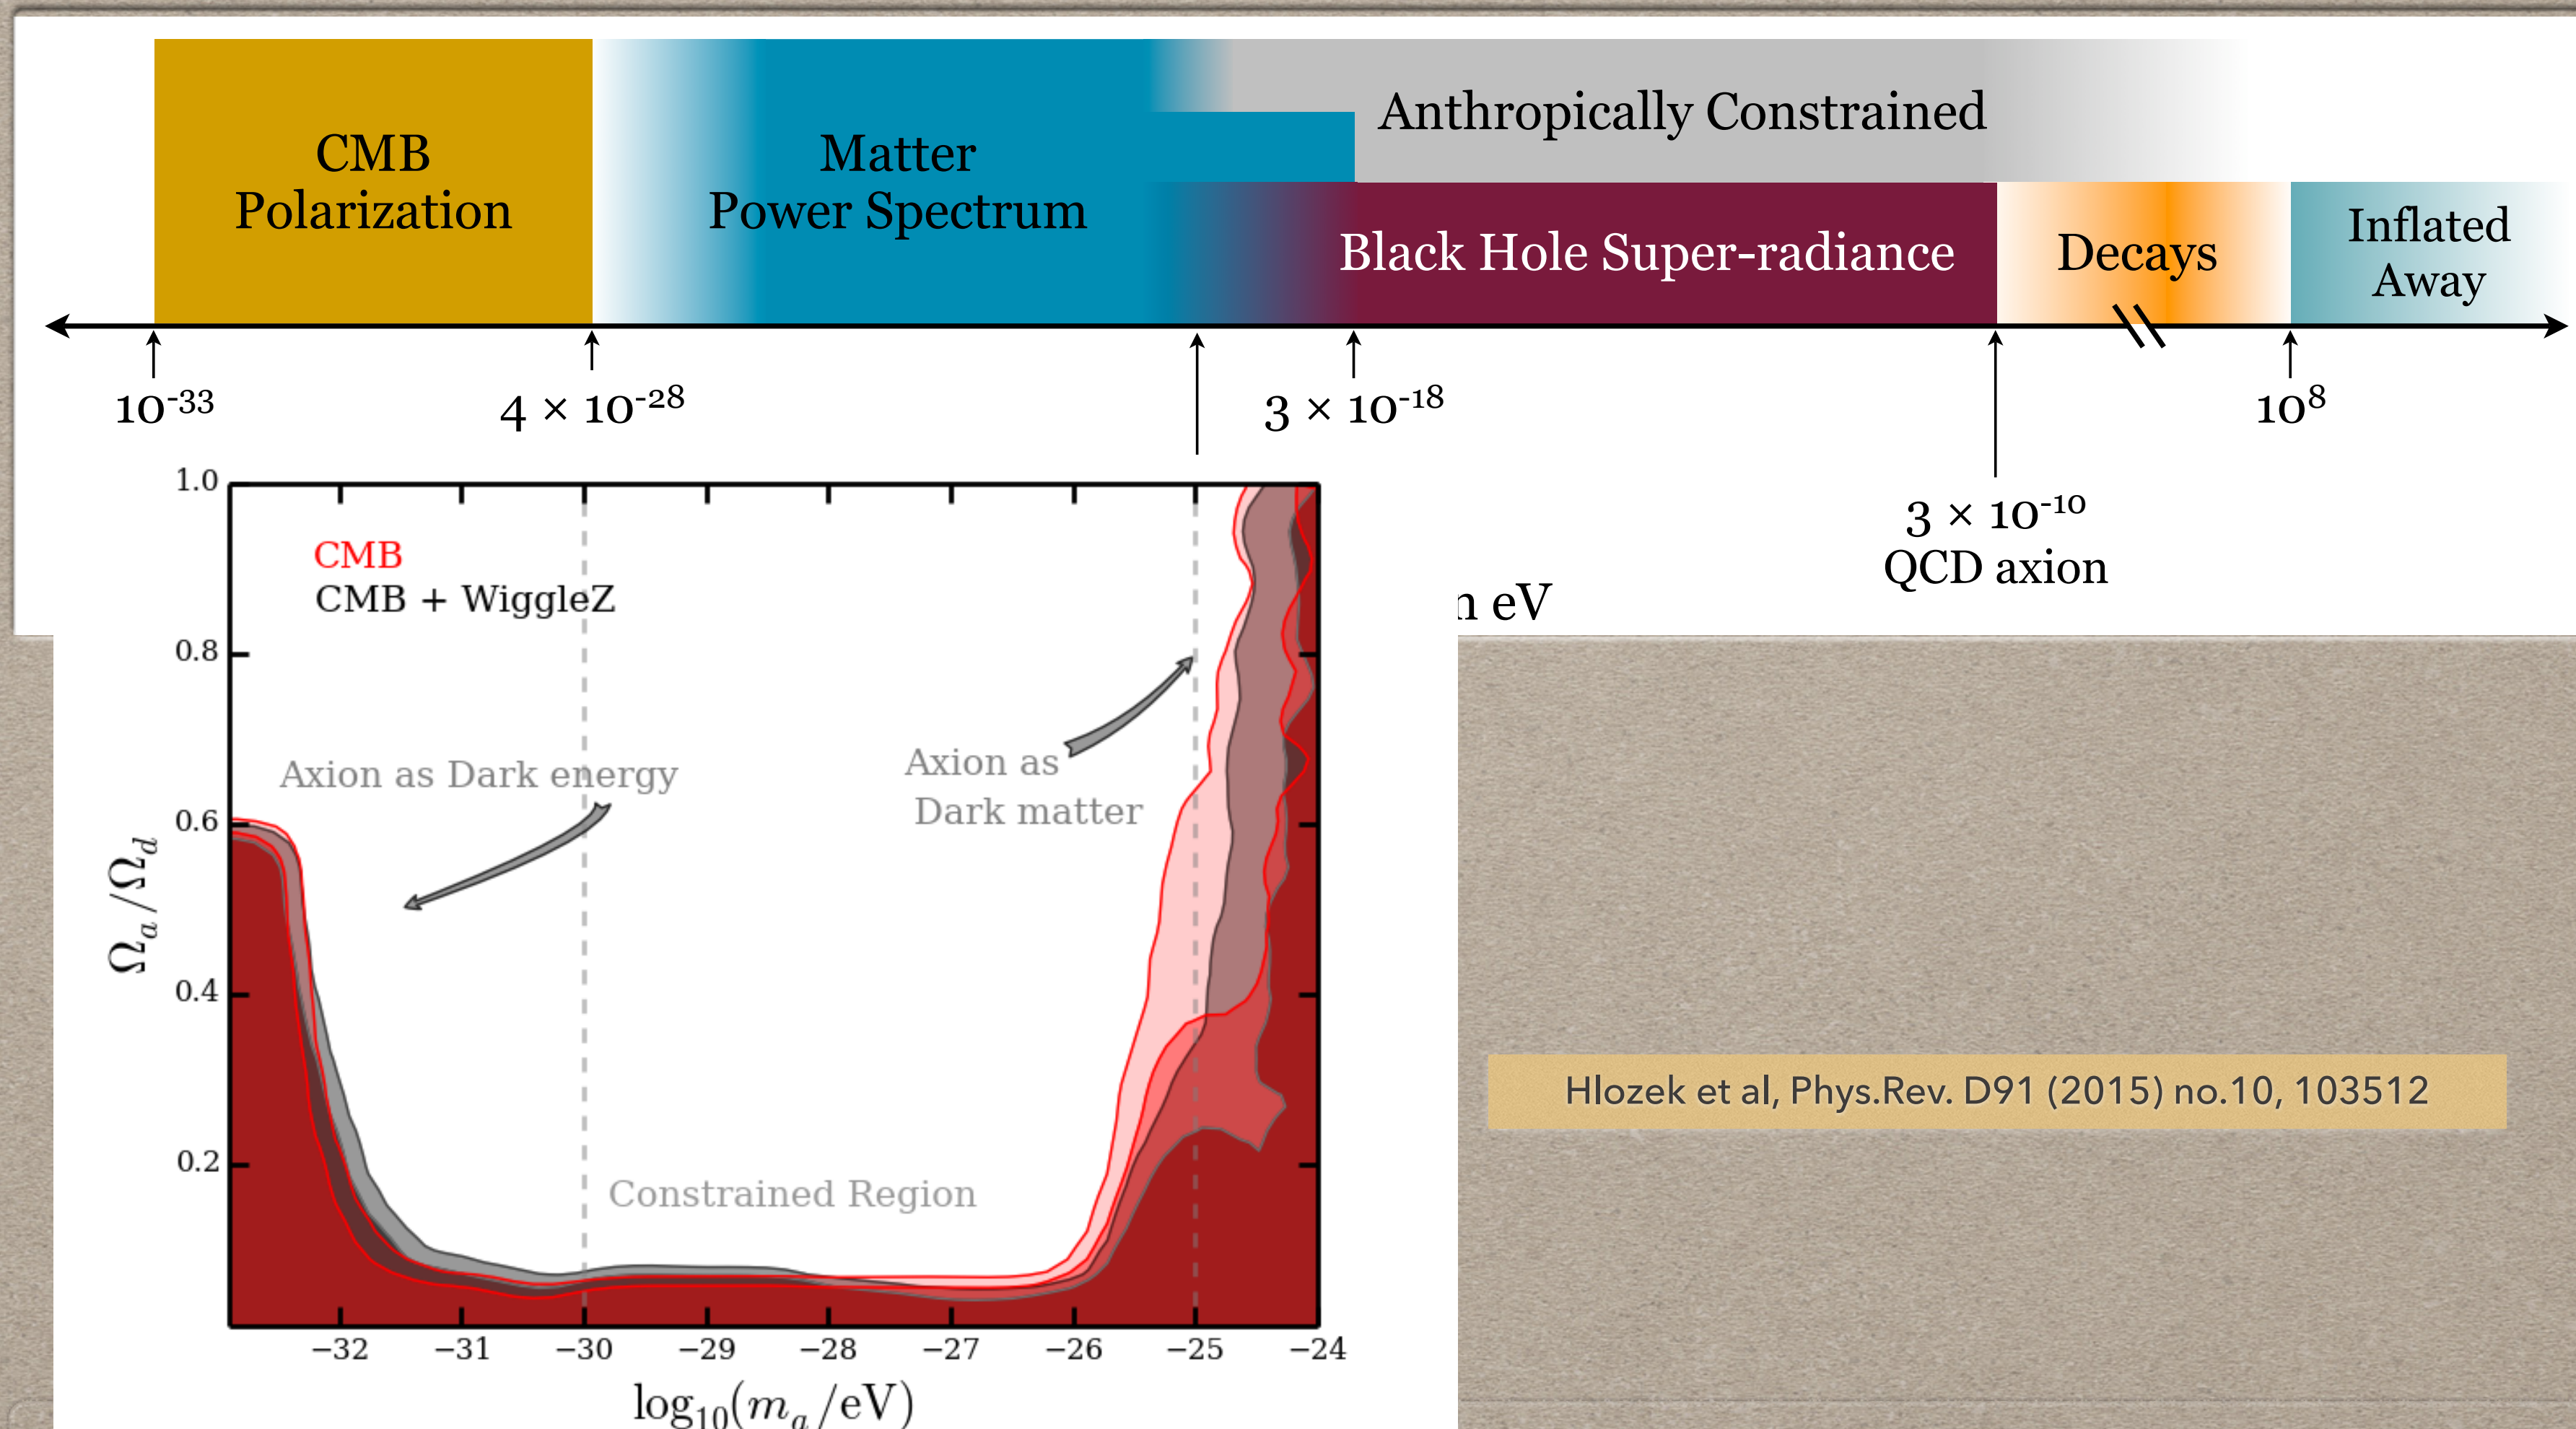 CMB
Polarization
Matter
Power Spectrum
Anthropically Constrained
Black Hole Super-radiance
Decays
Inflated
Away
10⁻³³
4 × 10⁻²⁸
3 × 10⁻¹⁸
10⁸
3 × 10⁻¹⁰
QCD axion
n eV
1.0
0.8
0.6
0.4
0.2
Ωₐ/Ω_d
CMB
CMB + WiggleZ
Axion as Dark energy
Axion as
Dark matter
Constrained Region
−32 −31 −30 −29 −28 −27 −26 −25 −24
log₁₀(mₐ/eV)
Hlozek et al, Phys.Rev. D91 (2015) no.10, 103512